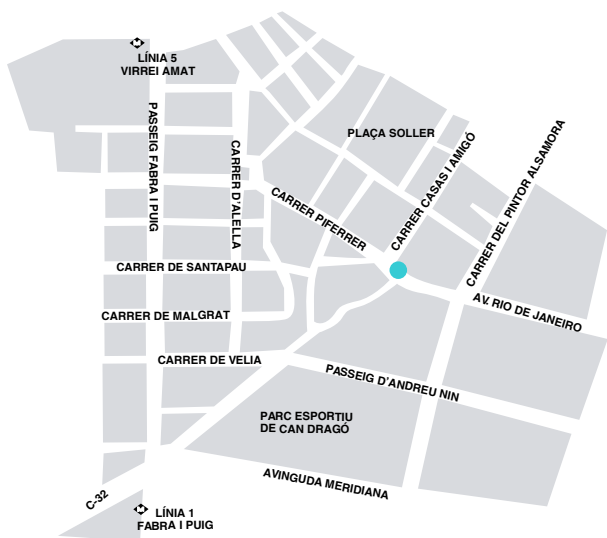 LÍNIA 5
VIRREI AMAT
PASSEIG FABRA I PUIG
CARRER D'ALELLA
PLAÇA SOLLER
CARRER CASAS I AMIGÓ
CARRER DEL PINTOR ALSAMORA
CARRER PIFERRER
CARRER DE SANTAPAU
AV. RIO DE JANEIRO
CARRER DE MALGRAT
CARRER DE VELIA
PASSEIG D'ANDREU NIN
PARC ESPORTIU
DE CAN DRAGÓ
AVINGUDA MERIDIANA
C-32
LÍNIA 1
FABRA I PUIG